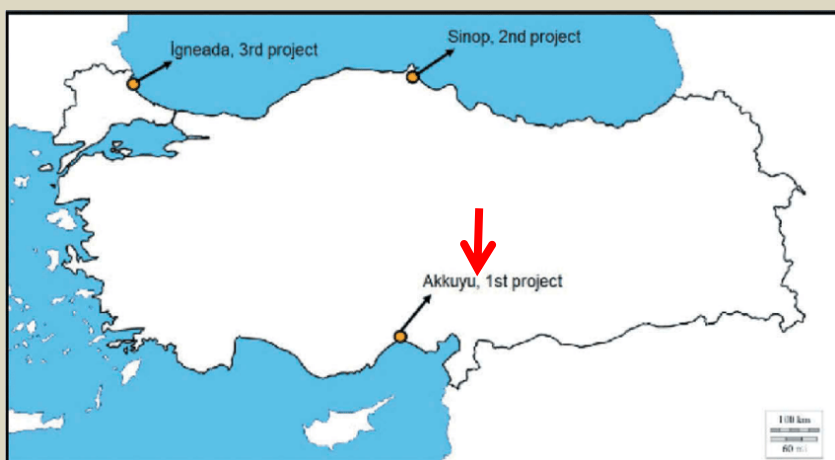 İgneada, 3rd project
Sinop, 2nd project
Akkuyu, 1st project
100 km
60 mi